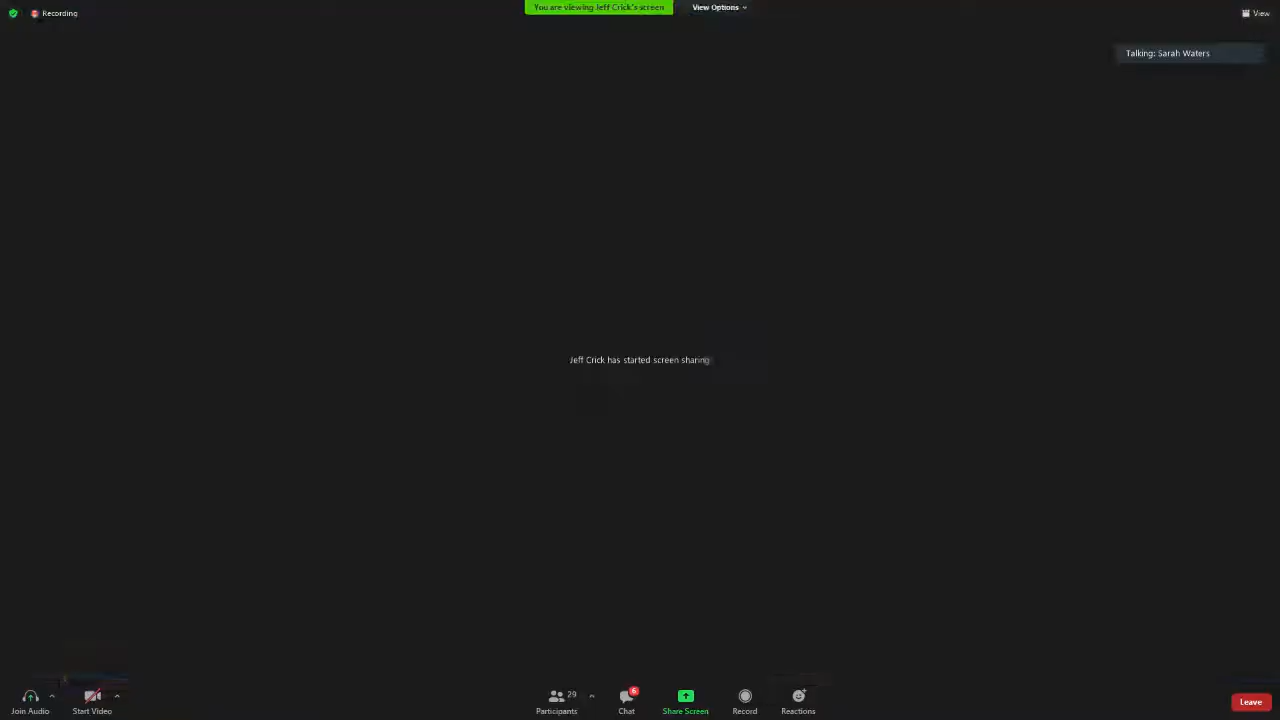 Recording
You are viewing Jeff Crick's screen
View Options
View
Talking: Sarah Waters
Jeff Crick has started screen sharing
Join Audio
Start Video
29
Participants
6
Chat
Share Screen
Record
Reactions
Leave